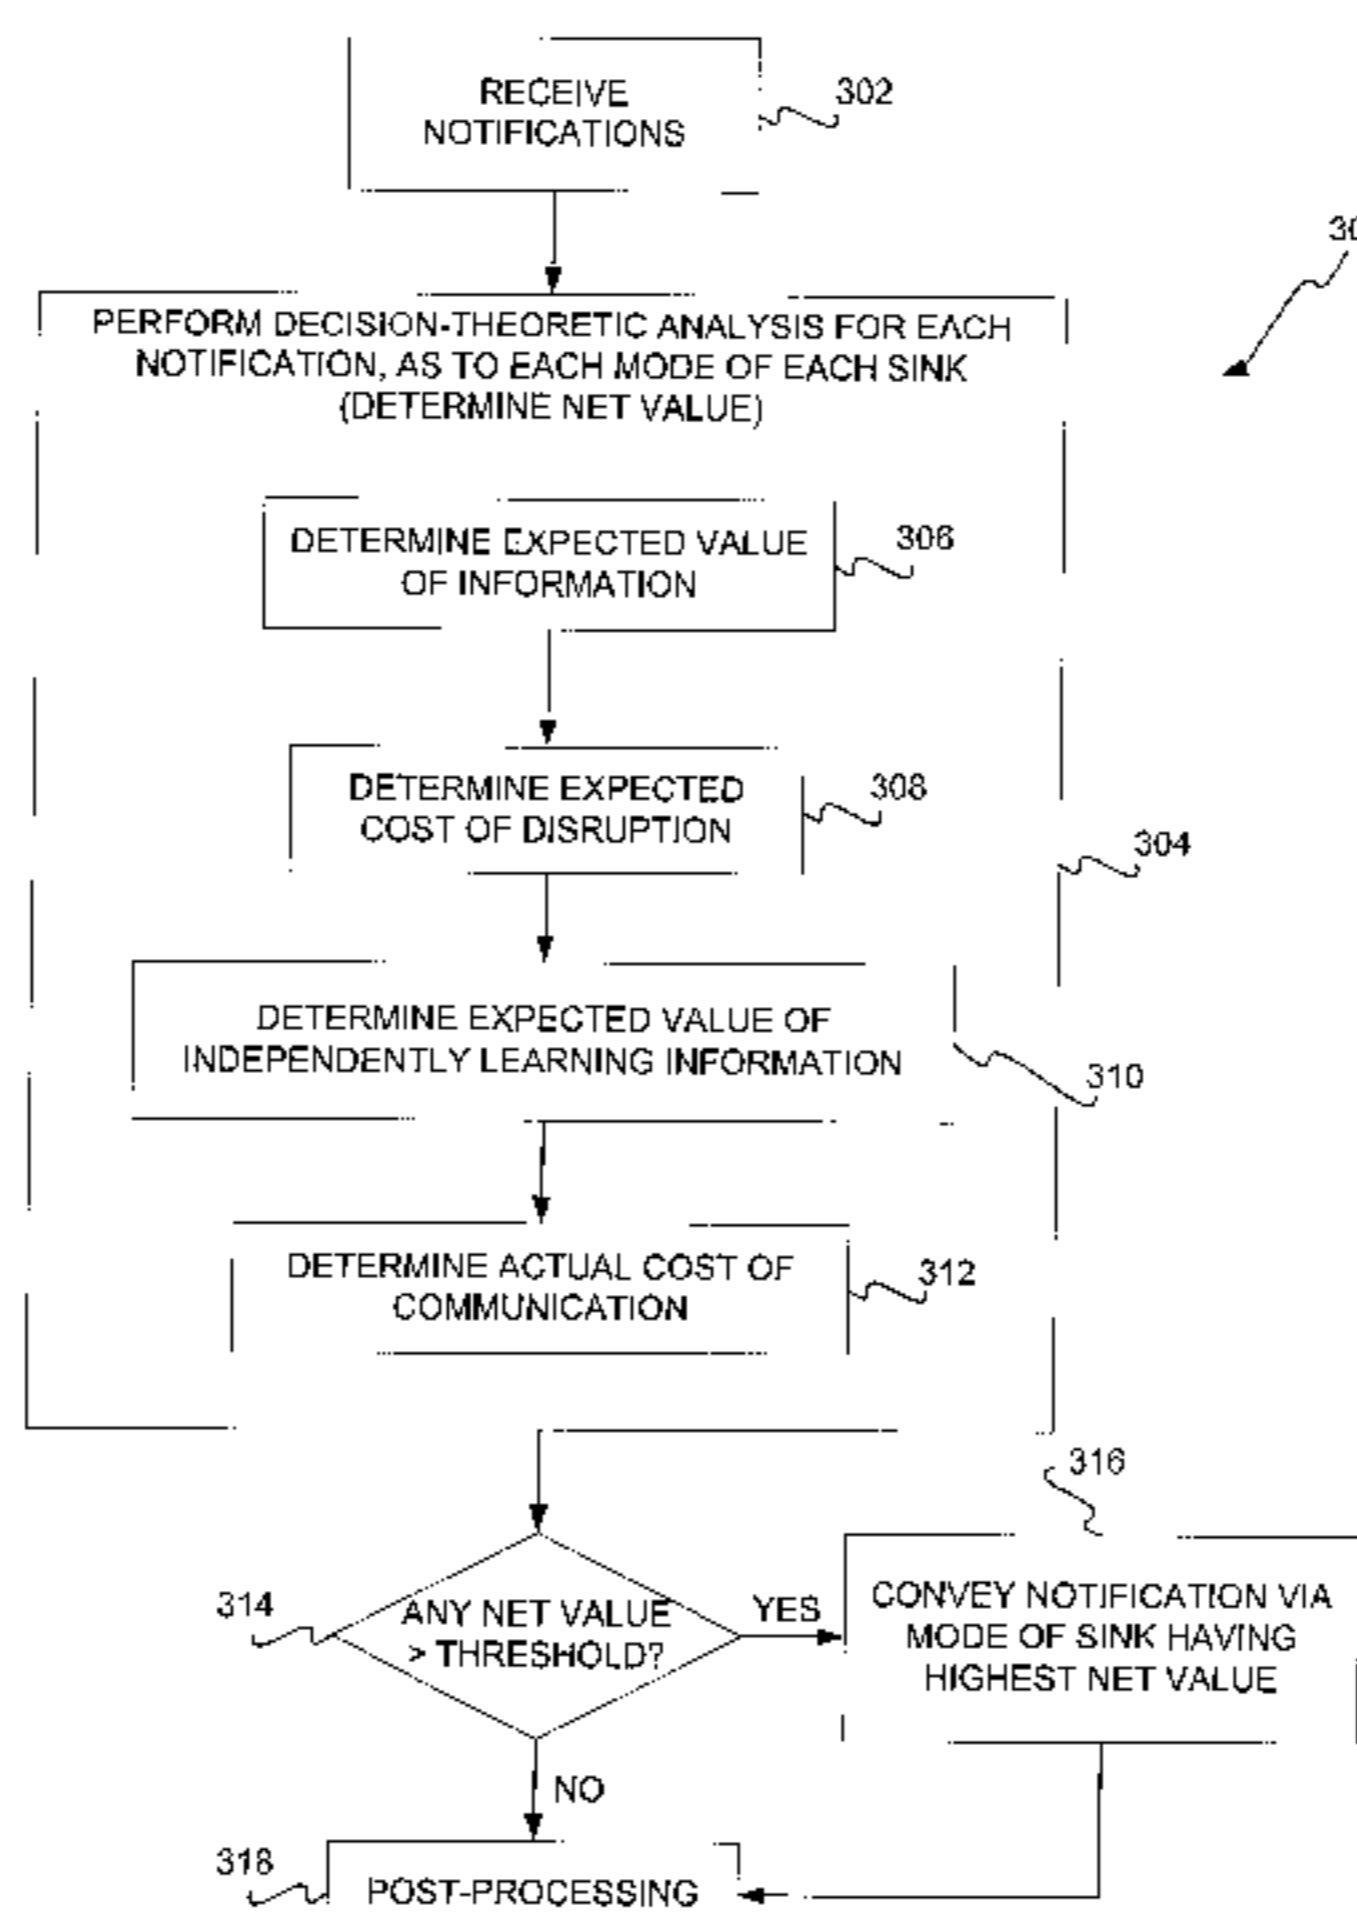 RECEIVE
NOTIFICATIONS
302
PERFORM DECISION-THEORETIC ANALYSIS FOR EACH
NOTIFICATION, AS TO EACH MODE OF EACH SINK
(DETERMINE NET VALUE)
DETERMINE EXPECTED VALUE
OF INFORMATION
306
DETERMINE EXPECTED
COST OF DISRUPTION
308
304
DETERMINE EXPECTED VALUE OF
INDEPENDENTLY LEARNING INFORMATION
310
DETERMINE ACTUAL COST OF
COMMUNICATION
312
316
314
ANY NET VALUE
> THRESHOLD?
YES
CONVEY NOTIFICATION VIA
MODE OF SINK HAVING
HIGHEST NET VALUE
NO
318
POST-PROCESSING